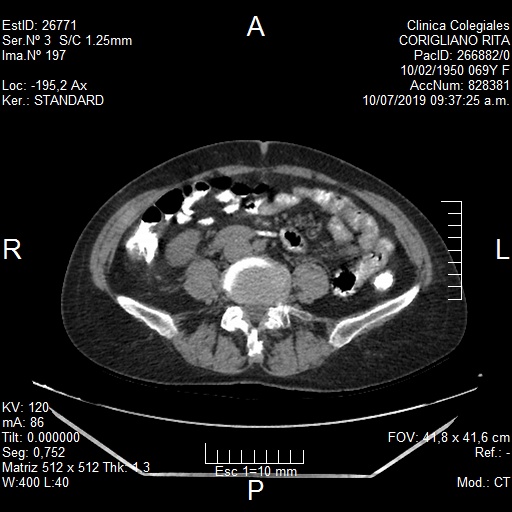 EstID: 26771
Ser.Nº 3 S/C 1.25mm
Ima.Nº 197
Loc: -195,2 Ax
Ker.: STANDARD
A
Clinica Colegiales
CORIGLIANO RITA
PacID: 266882/0
10/02/1950 069Y F
AccNum: 828381
10/07/2019 09:37:25 a.m.
R
L
KV: 120
mA: 86
Tilt: 0.000000
Seg: 0,752
Matriz 512 x 512 Thk: 1.3
W:400 L:40
Esc 1=10 mm
P
FOV: 41,8 x 41,6 cm
Ref.: -
Mod.: CT